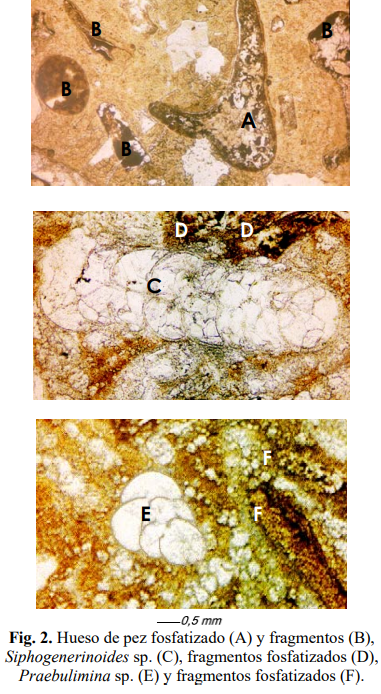 B
B
B
A
B
D D
C
F
E
F
0,5 mm
Fig. 2. Hueso de pez fosfatizado (A) y fragmentos (B),
Siphogenerinoides sp. (C), fragmentos fosfatizados (D),
Praebulimina sp. (E) y fragmentos fosfatizados (F).